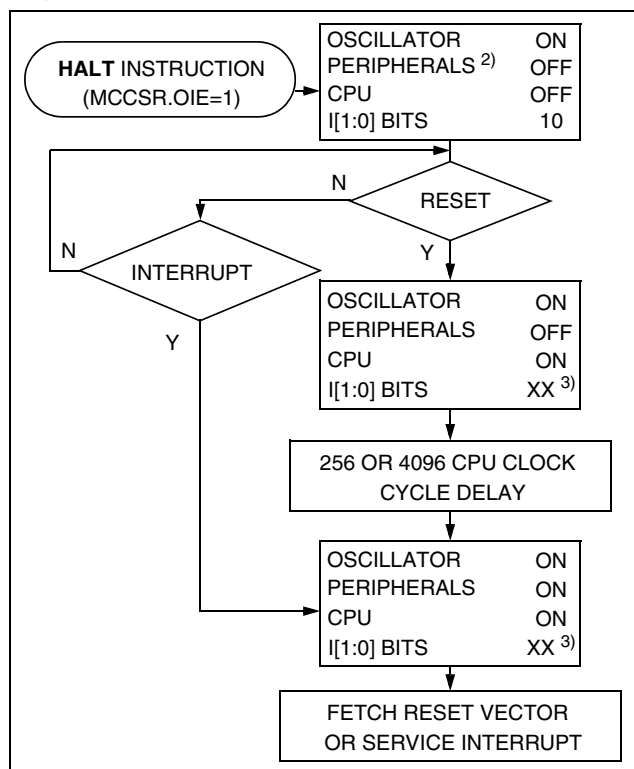 HALT INSTRUCTION
(MCCSR.OIE=1)
OSCILLATOR ON
PERIPHERALS 2) OFF
CPU OFF
I[1:0] BITS 10
N
RESET
N
INTERRUPT
Y
Y
OSCILLATOR ON
PERIPHERALS OFF
CPU ON
I[1:0] BITS XX 3)
256 OR 4096 CPU CLOCK
CYCLE DELAY
OSCILLATOR ON
PERIPHERALS ON
CPU ON
I[1:0] BITS XX 3)
FETCH RESET VECTOR
OR SERVICE INTERRUPT